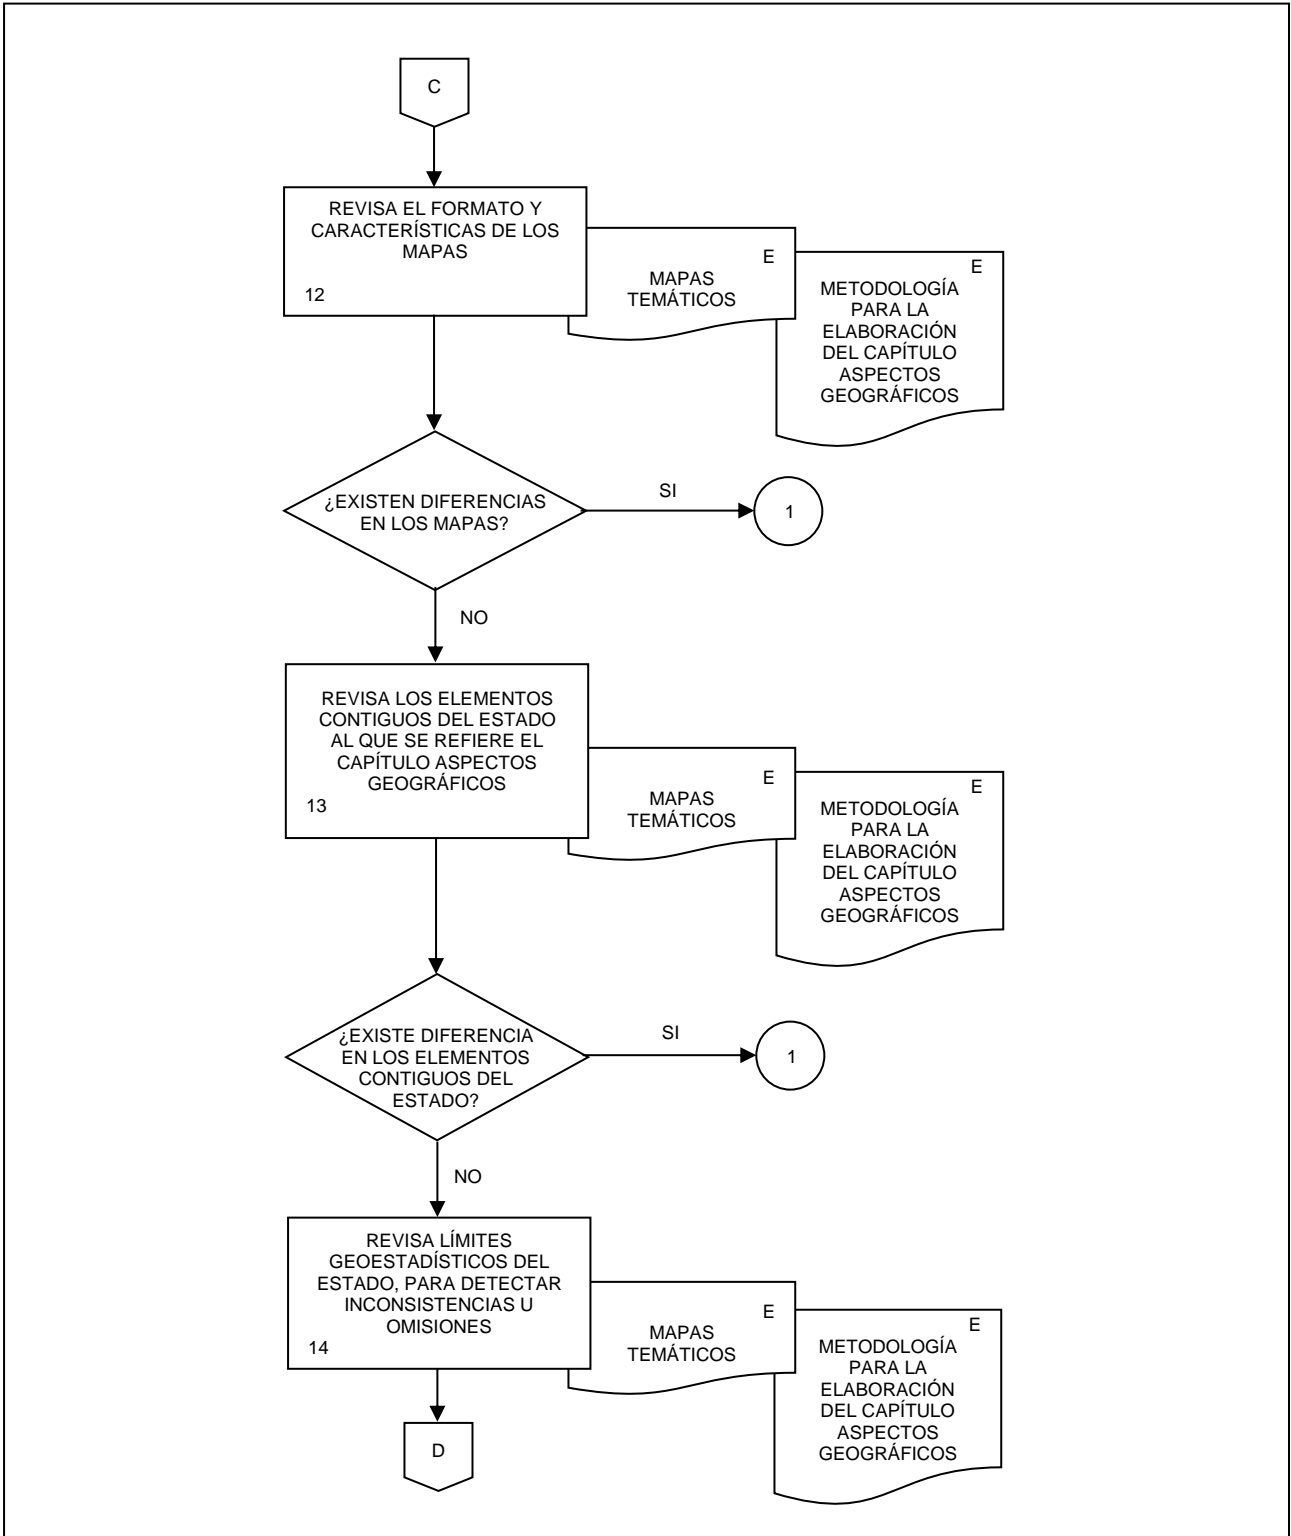 C
REVISA EL FORMATO Y
CARACTERÍSTICAS DE LOS
MAPAS
12
E
MAPAS
TEMÁTICOS
E
METODOLOGÍA
PARA LA
ELABORACIÓN
DEL CAPÍTULO
ASPECTOS
GEOGRÁFICOS
¿EXISTEN DIFERENCIAS
EN LOS MAPAS?
SI
1
NO
REVISA LOS ELEMENTOS
CONTIGUOS DEL ESTADO
AL QUE SE REFIERE EL
CAPÍTULO ASPECTOS
GEOGRÁFICOS
13
E
MAPAS
TEMÁTICOS
E
METODOLOGÍA
PARA LA
ELABORACIÓN
DEL CAPÍTULO
ASPECTOS
GEOGRÁFICOS
¿EXISTE DIFERENCIA
EN LOS ELEMENTOS
CONTIGUOS DEL
ESTADO?
SI
1
NO
REVISA LÍMITES
GEOESTADÍSTICOS DEL
ESTADO, PARA DETECTAR
INCONSISTENCIAS U
OMISIONES
14
E
MAPAS
TEMÁTICOS
E
METODOLOGÍA
PARA LA
ELABORACIÓN
DEL CAPÍTULO
ASPECTOS
GEOGRÁFICOS
D